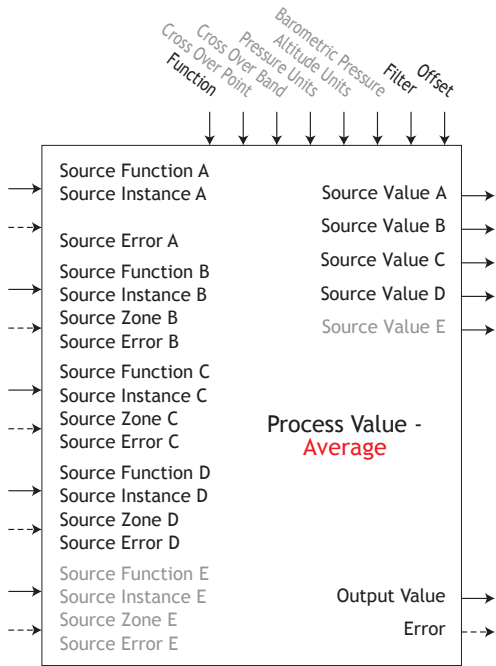 Function
Cross Over Point
Cross Over Band
Pressure Units
Altitude Units
Barometric Pressure
Filter
Offset
Source Function A
Source Instance A
Source Error A
Source Function B
Source Instance B
Source Zone B
Source Error B
Source Function C
Source Instance C
Source Zone C
Source Error C
Source Function D
Source Instance D
Source Zone D
Source Error D
Source Function E
Source Instance E
Source Zone E
Source Error E
Source Value A
Source Value B
Source Value C
Source Value D
Source Value E
Process Value -
Average
Output Value
Error